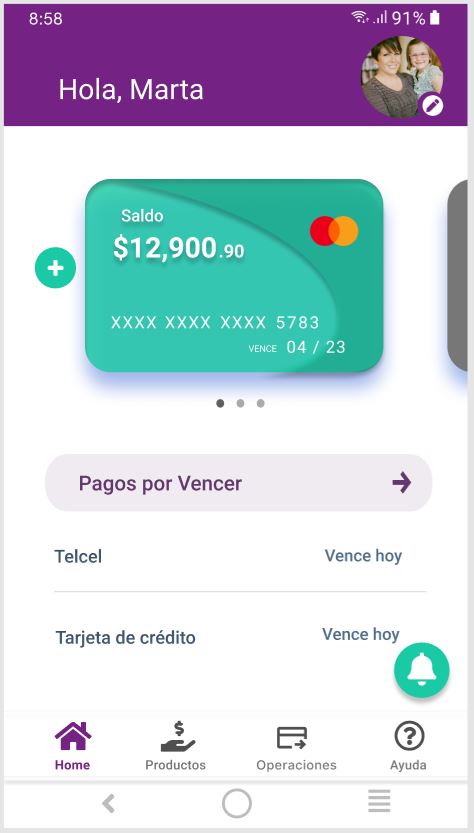 8:58 91%
Hola, Marta
Saldo
$12,900.90
XXXX XXXX XXXX 5783
VENCE 04 / 23
Pagos por Vencer
Telcel Vence hoy
Tarjeta de crédito Vence hoy
Home Productos Operaciones Ayuda